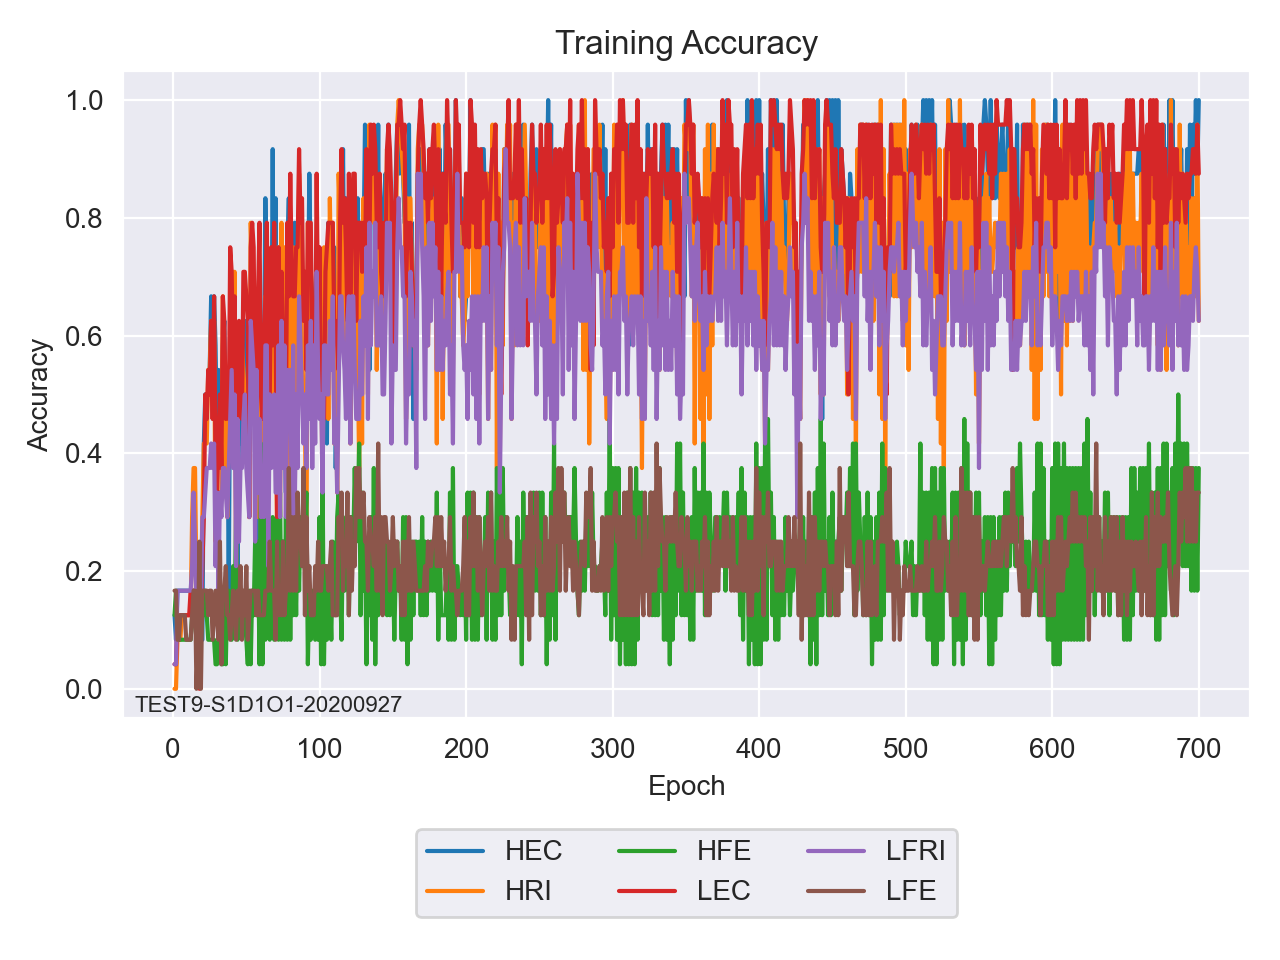 Training Accuracy
1.0
0.8
0.6
0.4
0.2
0.0
Accuracy
TEST9-S1D1O1-20200927
0 100 200 300 400 500 600 700
Epoch
HEC HFE LFRI
HRI LEC LFE